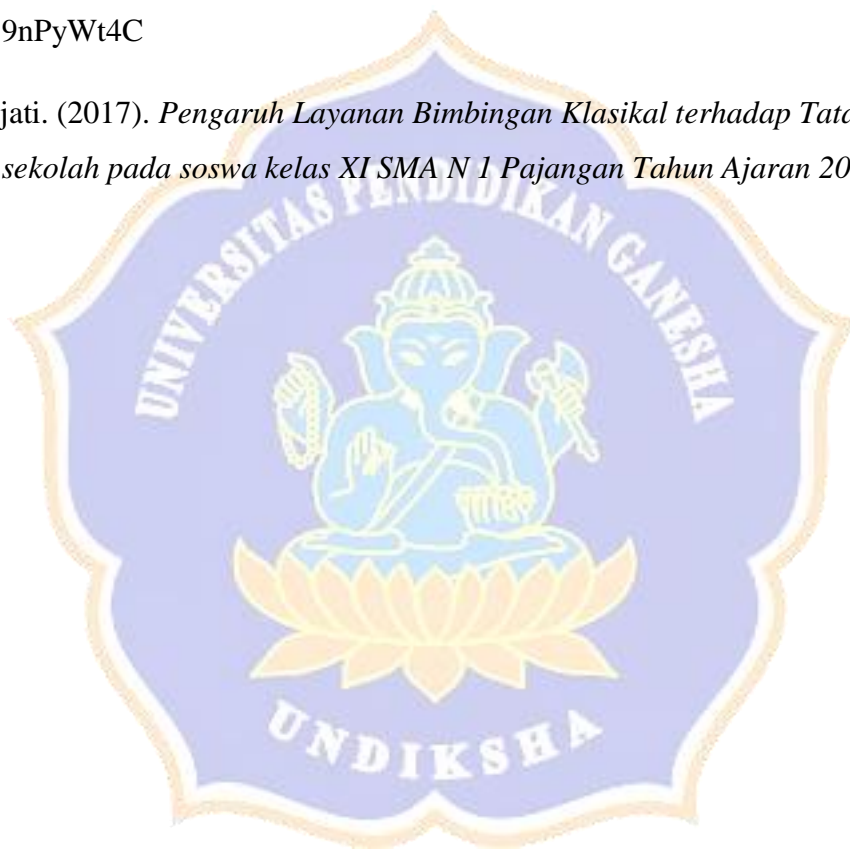 9nPyWt4C
jati. (2017). Pengaruh Layanan Bimbingan Klasikal terhadap Tata
sekolah pada soswa kelas XI SMA N 1 Pajangan Tahun Ajaran 20
UNIVERSITAS PENDIDIKAN GANESHA
UNDIKSHA